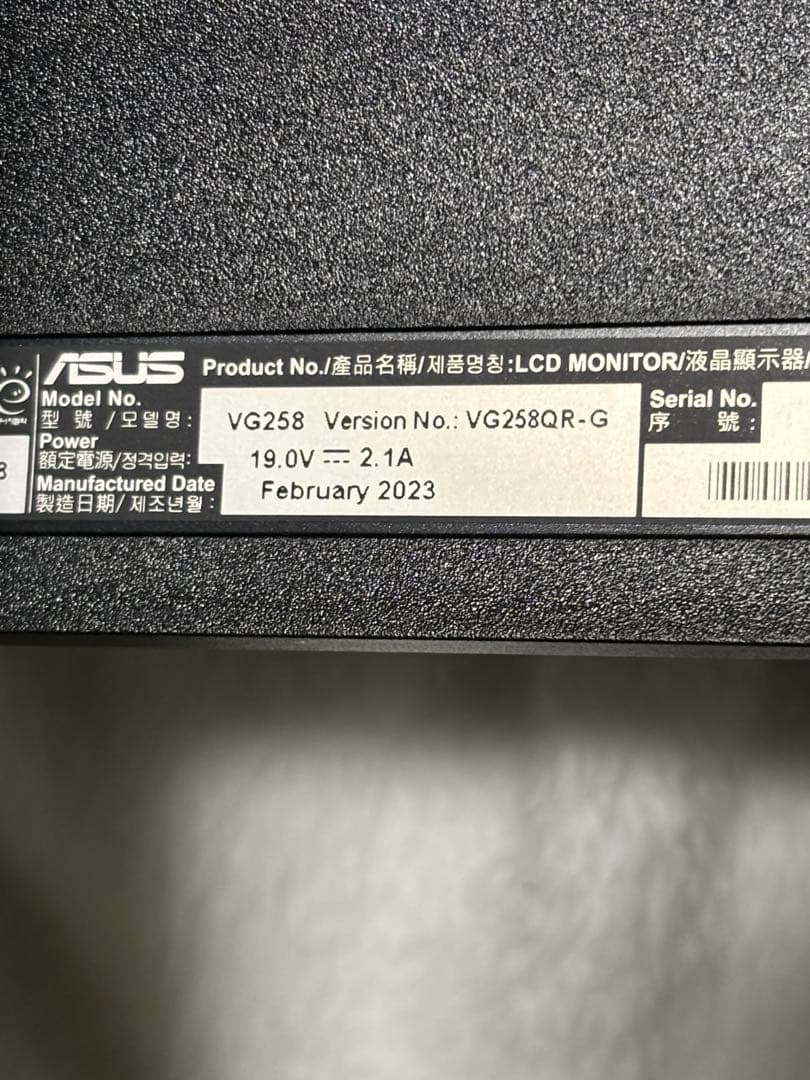 ASUS Product No./產品名稱/제품명칭:LCD MONITOR/液晶顯示器/
Model No.
型 號 /모델명: VG258 Version No.: VG258QR-G
Serial No.
序 號:
Power
額定電源/정격입력: 19.0V ⎓ 2.1A
Manufactured Date
製造日期/제조년월: February 2023